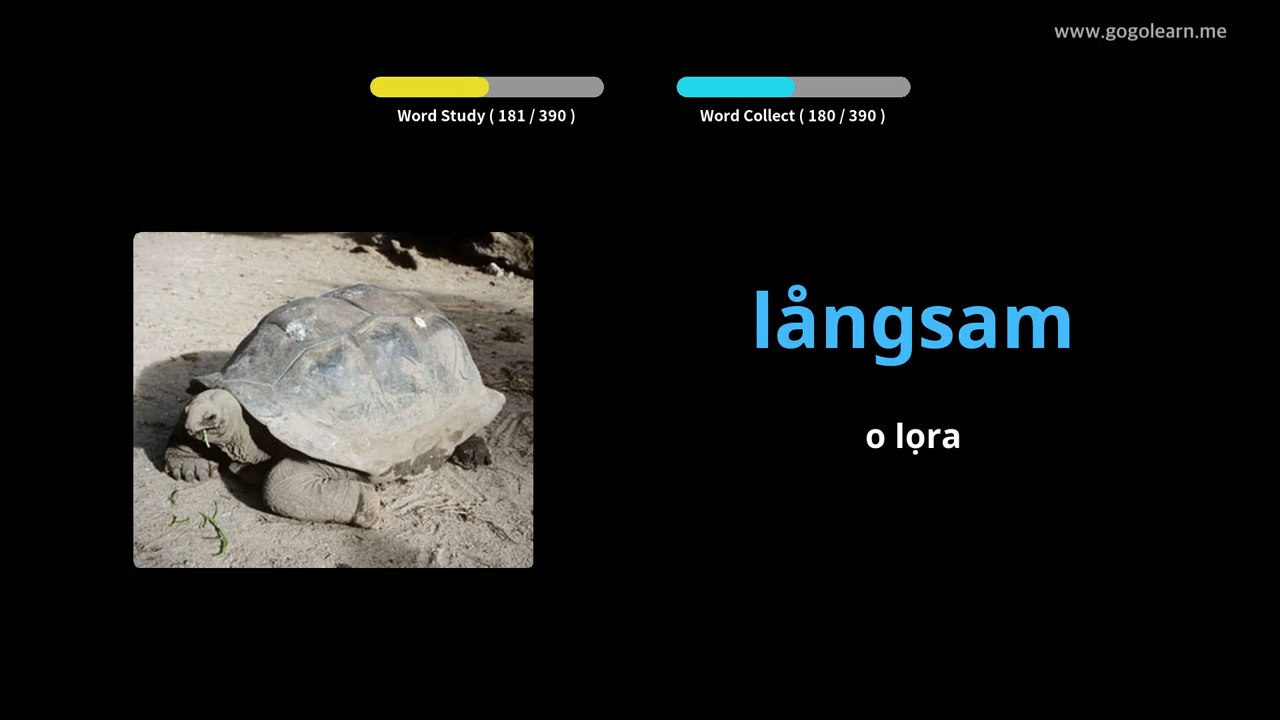 www.gogolearn.me
Word Study ( 181 / 390 )
Word Collect ( 180 / 390 )
långsam
o lọra